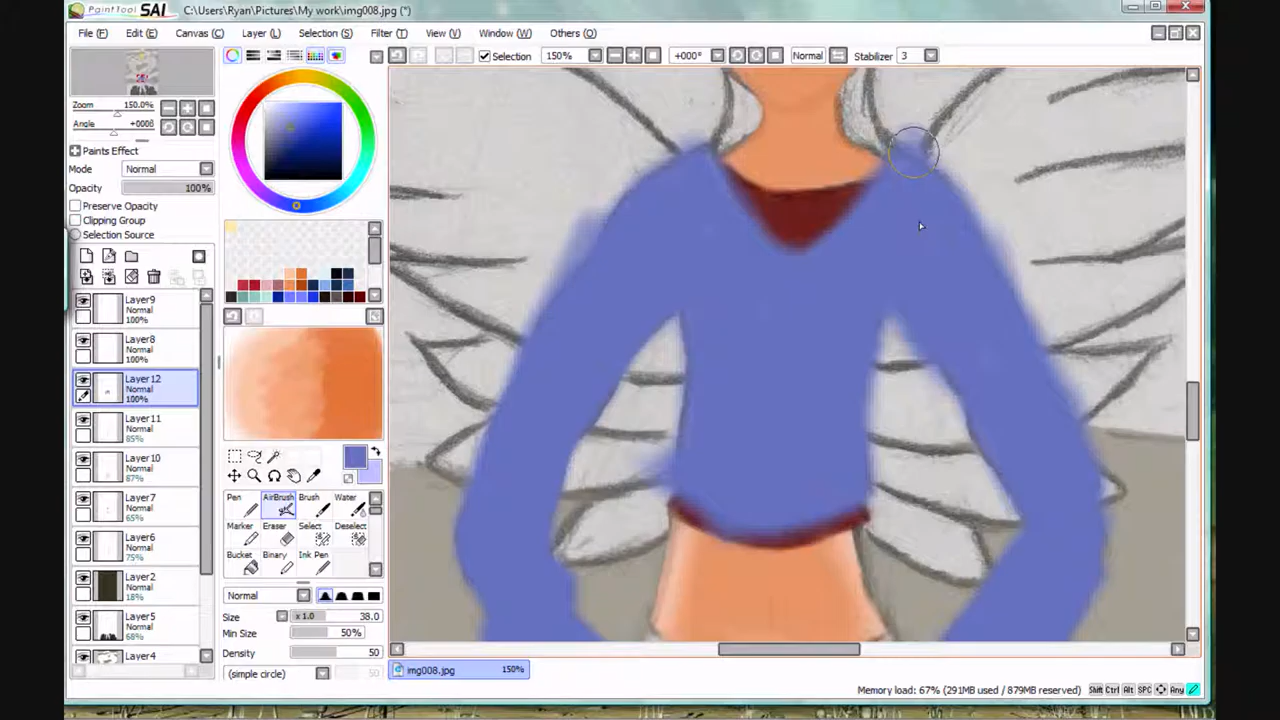 PaintTool SAI C:\Users\Ryan\Pictures\My work\img008.jpg (*)
File (F) Edit (E) Canvas (C) Layer (L) Selection (S) Filter (T) View (V) Window (W) Others (O)
Selection 150% +000° Normal Stabilizer 3
Zoom 150.0%
Angle +000θ
Paints Effect
Mode Normal
Opacity 100%
Preserve Opacity
Clipping Group
Selection Source
Layer9
Normal
100%
Layer8
Normal
100%
Layer12
Normal
100%
Layer11
Normal
85%
Layer10
Normal
67%
Layer7
Normal
65%
Layer6
Normal
75%
Layer2
Normal
18%
Layer5
Normal
68%
Layer4
Pen AirBrush Brush Water
Marker Eraser Select Deselect
Bucket Binary Ink Pen
Normal
Size x 1.0 38.0
Min Size 50%
Density 50
(simple circle) 50
img008.jpg 150%
Memory load: 67% (291MB used / 879MB reserved) Shift Ctrl Alt SPC Any